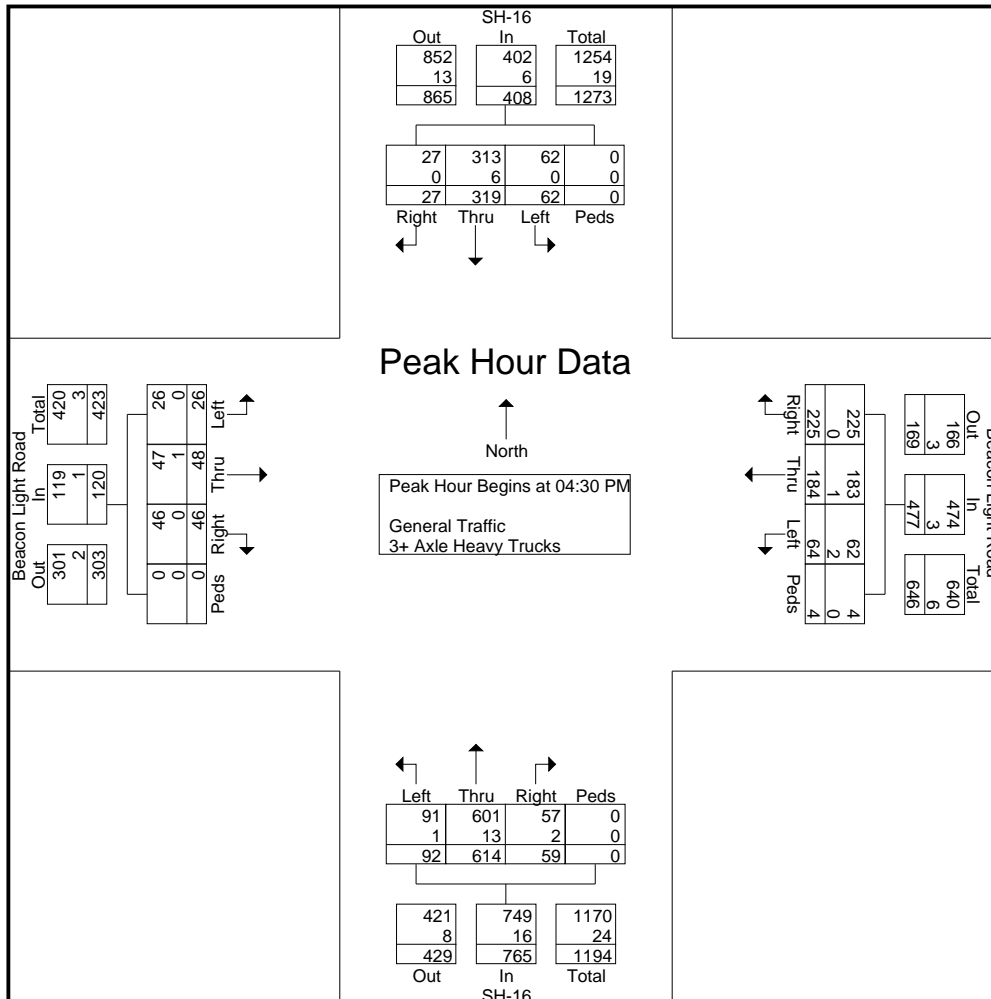 SH-16
Out In Total
852 402 1254
13 6 19
865 408 1273
27 313 62 0
0 6 0 0
27 319 62 0
Right Thru Left Peds
Peak Hour Data
North
Peak Hour Begins at 04:30 PM
General Traffic
3+ Axle Heavy Trucks
Beacon Light Road
Out In Total
301 119 420
2 1 3
303 120 423
0 46 47 26
0 0 1 0
0 46 48 26
Peds Right Thru Left
Beacon Light Road
Out In Total
166 474 640
3 3 6
169 477 646
225 183 62 4
0 1 2 0
225 184 64 4
Right Thru Left Peds
Left Thru Right Peds
91 601 57 0
1 13 2 0
92 614 59 0
421 749 1170
8 16 24
429 765 1194
Out In Total
SH-16